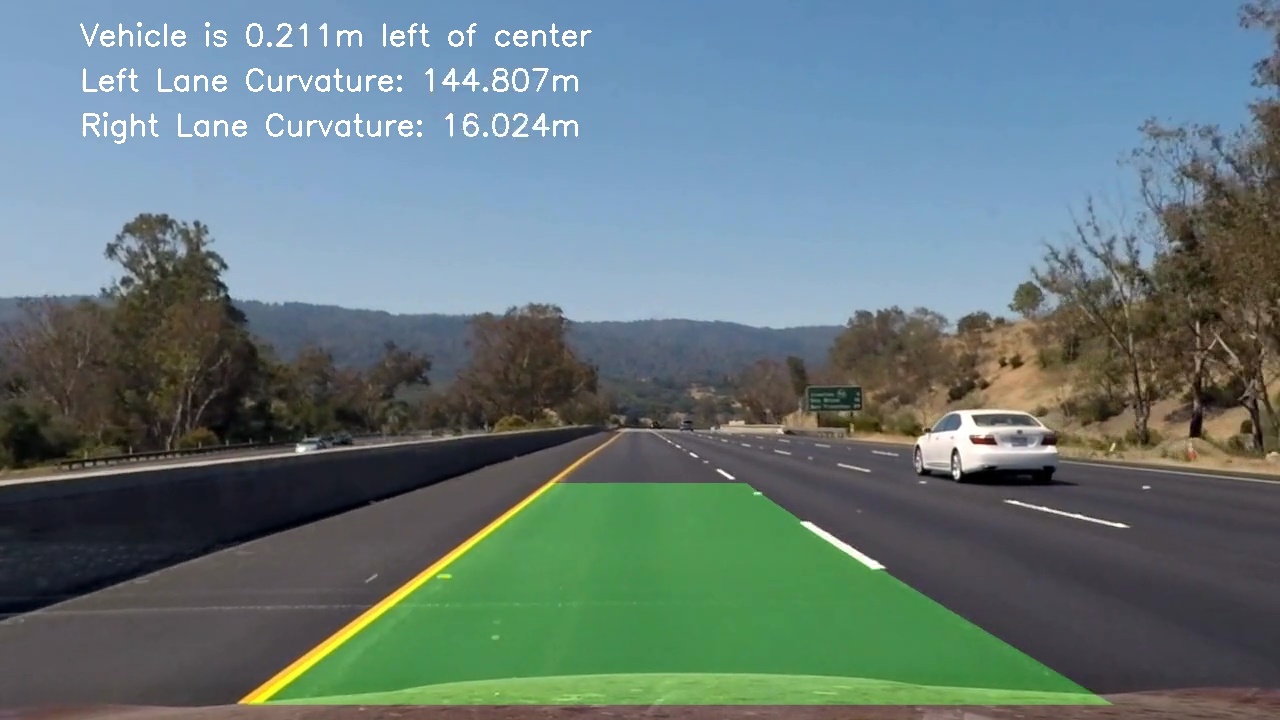 Vehicle is 0.211m left of center
Left Lane Curvature: 144.807m
Right Lane Curvature: 16.024m